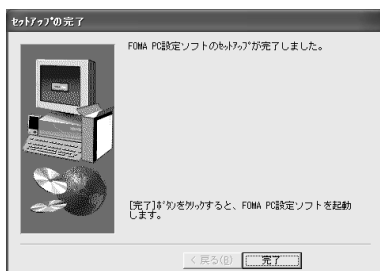 ｾｯﾄｱｯﾌﾟの完了
FOMA PC設定ソフトのｾｯﾄｱｯﾌﾟが完了しました。
[完了]ﾎﾞﾀﾝをｸﾘｯｸすると、FOMA PC設定ソフトを起動
します。
< 戻る(B)
完了